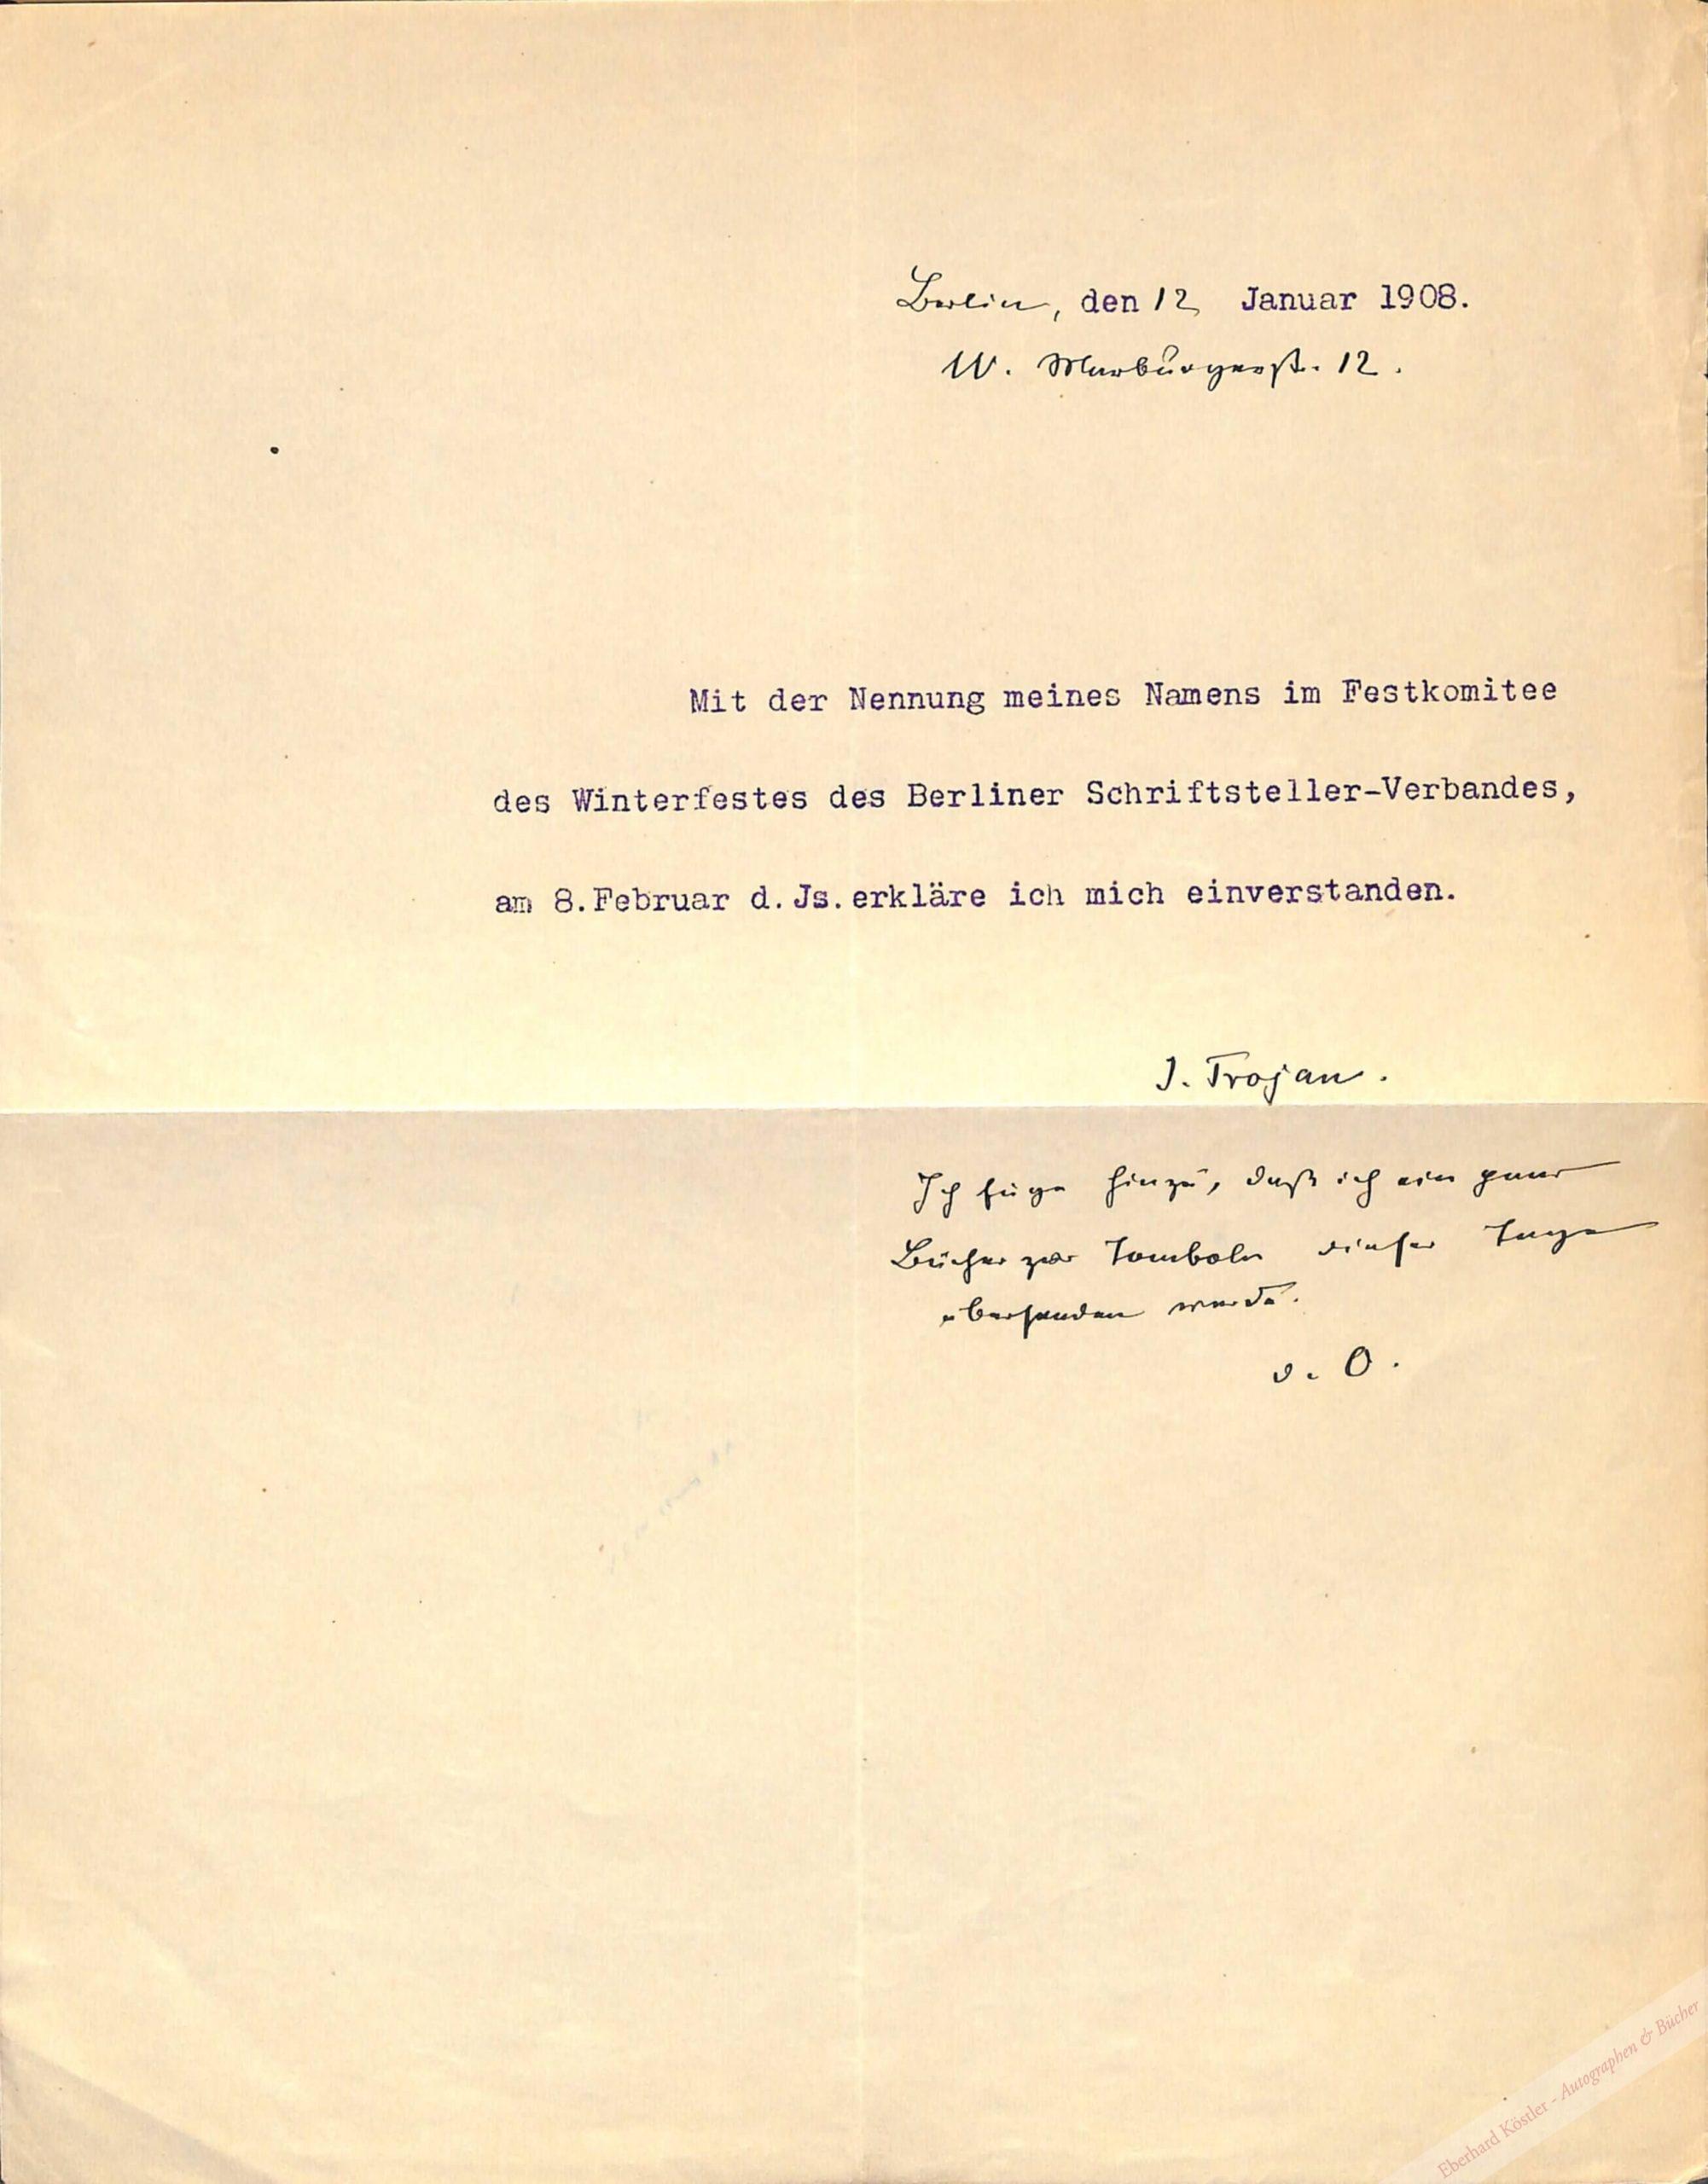 Berlin, den 12 Januar 1908.
W. Marburgerst. 12.
Mit der Nennung meines Namens im Festkomitee
des Winterfestes des Berliner Schriftsteller-Verbandes,
am 8. Februar d. Js. erkläre ich mich einverstanden.
J. Trojan.
Ich füge hinzu, daß ich ein paar
Bücher zur Tombola dieser Tage
übersenden werde.
d. O.
Eberhard Köstler - Autographen & Bücher